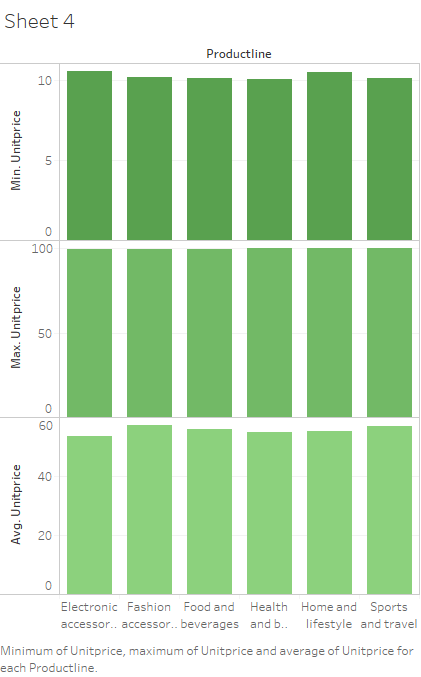 Sheet 4
Productline
10
5
0
Min. Unitprice
100
50
0
Max. Unitprice
60
40
20
0
Avg. Unitprice
Electronic accessor..
Fashion accessor..
Food and beverages
Health and b..
Home and lifestyle
Sports and travel
Minimum of Unitprice, maximum of Unitprice and average of Unitprice for
each Productline.